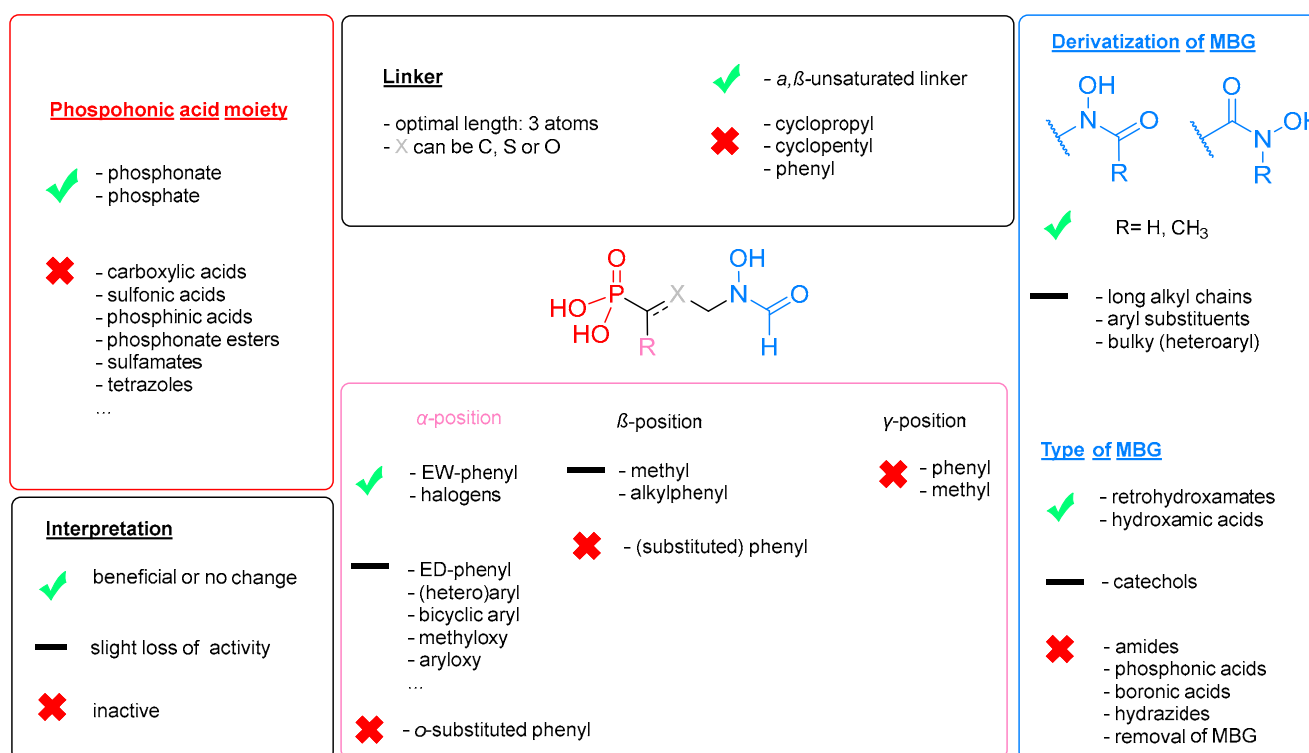 Phospohonic acid moiety
- phosphonate
- phosphate
- carboxylic acids
- sulfonic acids
- phosphinic acids
- phosphonate esters
- sulfamates
- tetrazoles
...
Interpretation
beneficial or no change
slight loss of activity
inactive
Linker
- optimal length: 3 atoms
- X can be C, S or O
- α,ß-unsaturated linker
- cyclopropyl
- cyclopentyl
- phenyl
O
HO
P
HO
R
X
OH
N
O
H
α-position
- EW-phenyl
- halogens
- ED-phenyl
- (hetero)aryl
- bicyclic aryl
- methyloxy
- aryloxy
...
- o-substituted phenyl
ß-position
- methyl
- alkylphenyl
- (substituted) phenyl
γ-position
- phenyl
- methyl
Derivatization of MBG
OH
N
O
R
O
N
OH
R
R= H, CH3
- long alkyl chains
- aryl substituents
- bulky (heteroaryl)
Type of MBG
- retrohydroxamates
- hydroxamic acids
- catechols
- amides
- phosphonic acids
- boronic acids
- hydrazides
- removal of MBG